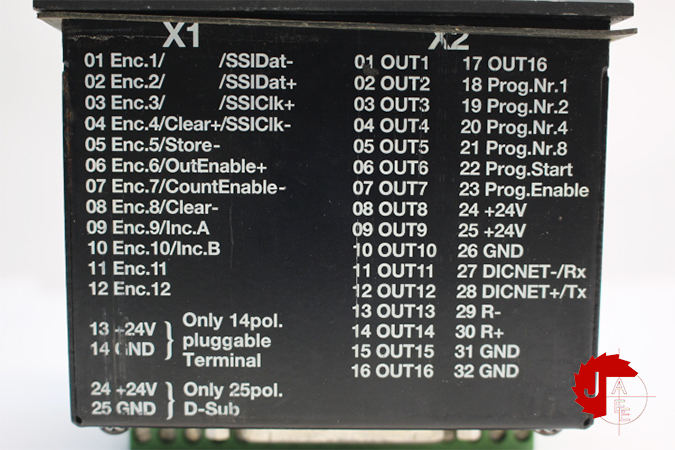 X1
01 Enc.1/ /SSIDat-
02 Enc.2/ /SSIDat+
03 Enc.3/ /SSIClk+
04 Enc.4/Clear+/SSIClk-
05 Enc.5/Store-
06 Enc.6/OutEnable+
07 Enc.7/CountEnable-
08 Enc.8/Clear-
09 Enc.9/Inc.A
10 Enc.10/Inc.B
11 Enc.11
12 Enc.12
13 +24V
14 GND
Only 14pol.
pluggable
Terminal
24 +24V
25 GND
Only 25pol.
D-Sub
X2
01 OUT1
02 OUT2
03 OUT3
04 OUT4
05 OUT5
06 OUT6
07 OUT7
08 OUT8
09 OUT9
10 OUT10
11 OUT11
12 OUT12
13 OUT13
14 OUT14
15 OUT15
16 OUT16
17 OUT16
18 Prog.Nr.1
19 Prog.Nr.2
20 Prog.Nr.4
21 Prog.Nr.8
22 Prog.Start
23 Prog.Enable
24 +24V
25 +24V
26 GND
27 DICNET-/Rx
28 DICNET+/Tx
29 R-
30 R+
31 GND
32 GND